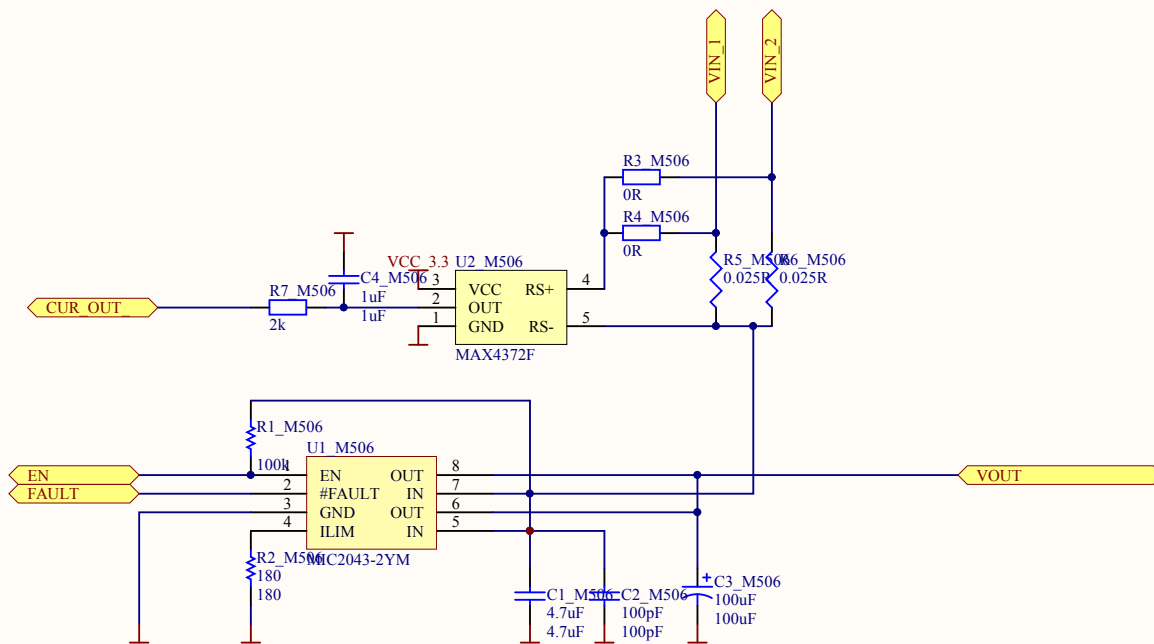 VIN_1
VIN_2
R3_M506
0R
R4_M506
0R
VCC_3.3
U2_M506
R5_M506
R6_M506
0.025R
0.025R
C4_M506
1uF
1uF
R7_M506
2k
CUR_OUT_
3 VCC RS+ 4
2 OUT
1 GND RS- 5
MAX4372F
R1_M506
100k
U1_M506
EN
FAULT
VOUT
1 EN OUT 8
2 #FAULT IN 7
3 GND OUT 6
4 ILIM IN 5
MIC2043-2YM
R2_M506
180
180
C1_M506
4.7uF
4.7uF
C2_M506
100pF
100pF
+
C3_M506
100uF
100uF